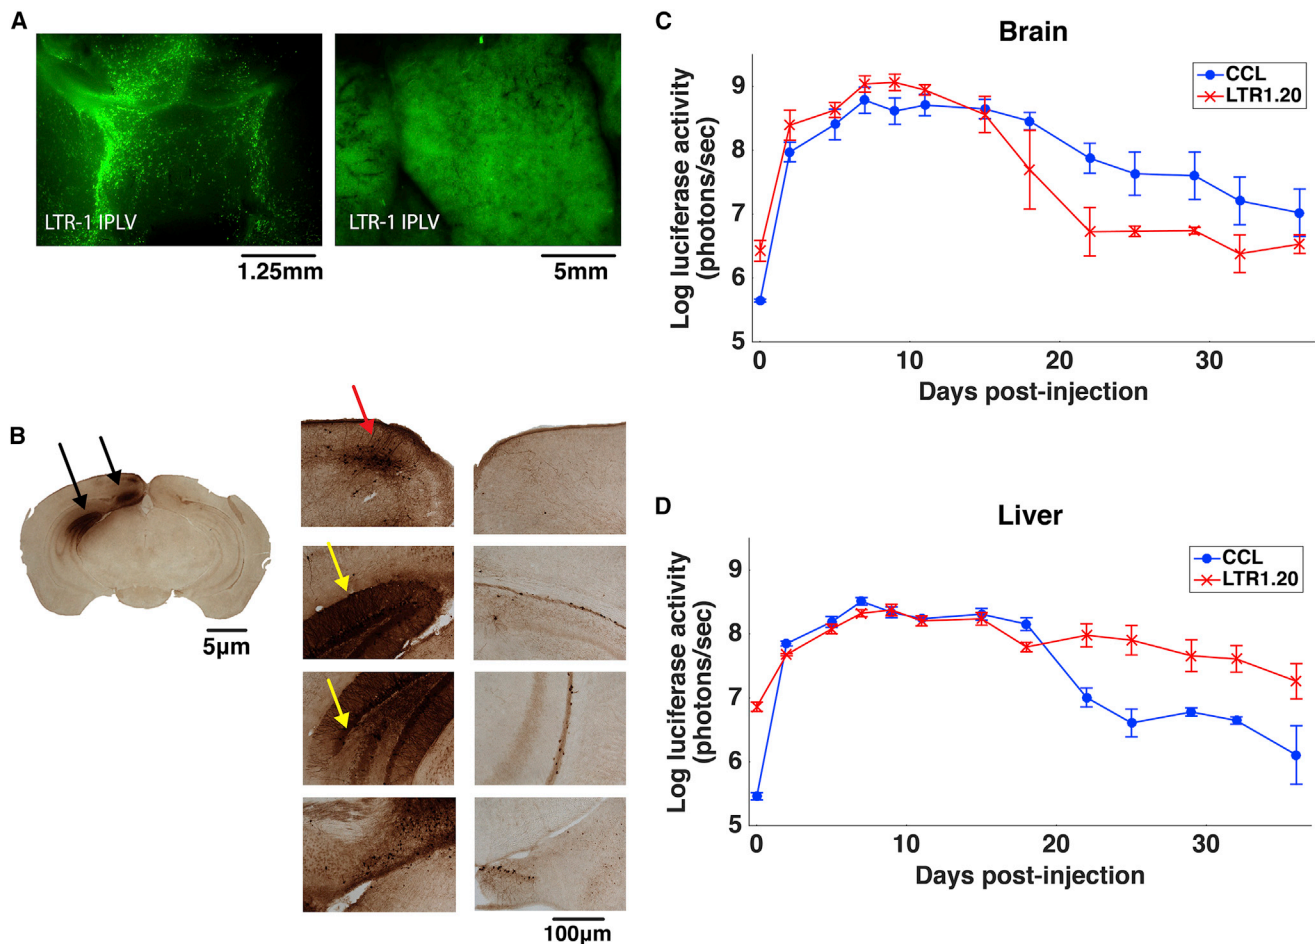 A
LTR-1 IPLV
1.25mm
LTR-1 IPLV
5mm
B
5µm
100µm
C
Brain
CCL
LTR1.20
Log luciferase activity
(photons/sec)
9
8
7
6
5
0
10
20
30
Days post-injection
D
Liver
CCL
LTR1.20
Log luciferase activity
(photons/sec)
9
8
7
6
5
0
10
20
30
Days post-injection